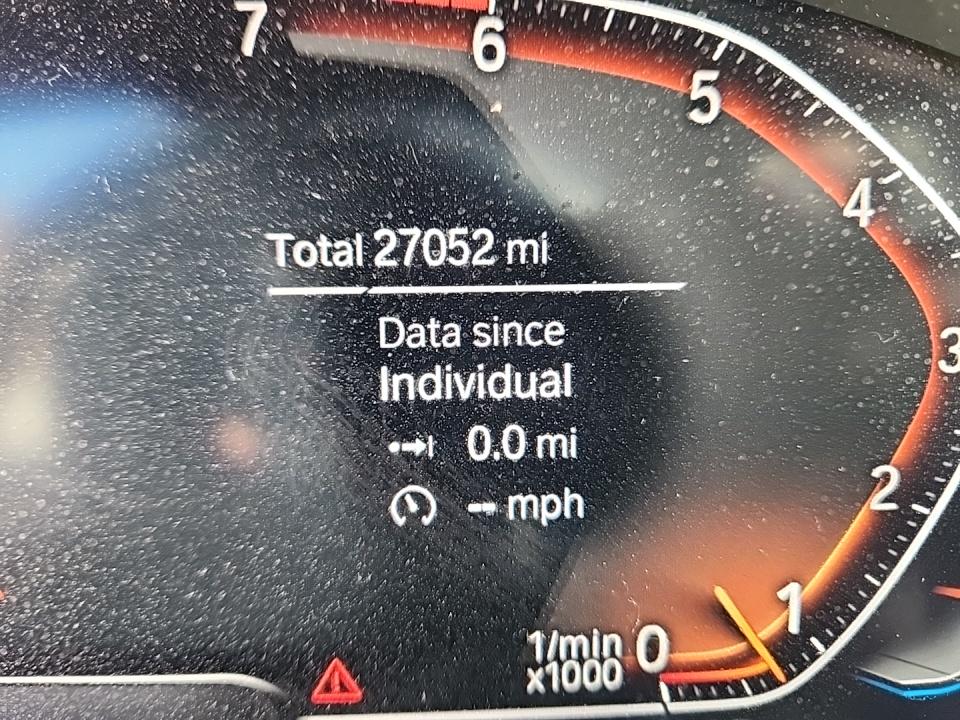 7
6
5
4
3
2
1
0
Total 27052 mi
Data since
Individual
0.0 mi
-- mph
1/min
x1000